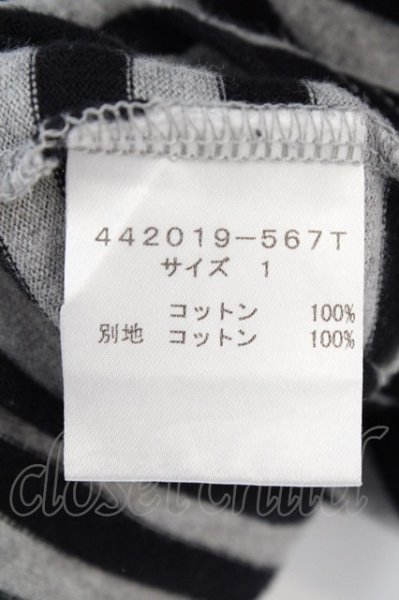 442019-567T
サイズ 1
コットン 100%
別地 コットン 100%
closet child